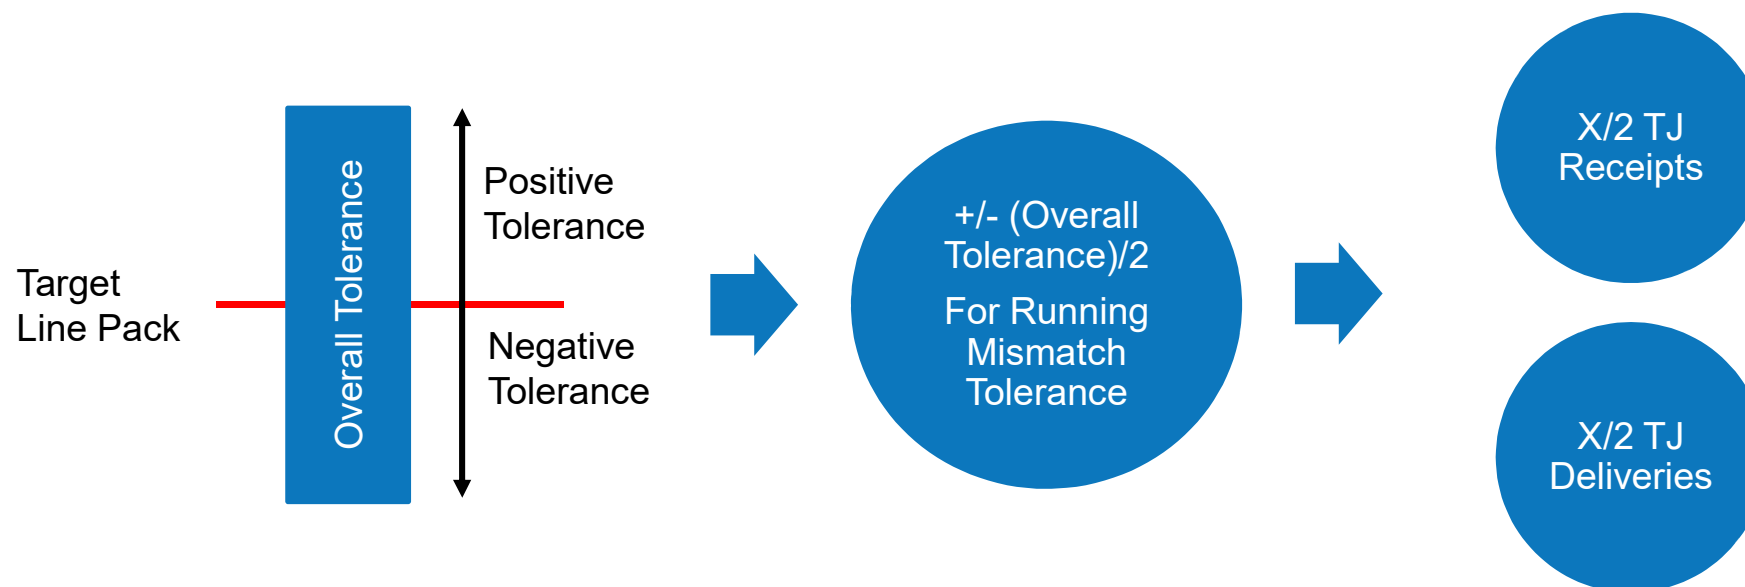 Target
Line Pack
Overall Tolerance
Positive
Tolerance
Negative
Tolerance
+/- (Overall
Tolerance)/2
For Running
Mismatch
Tolerance
X/2 TJ
Receipts
X/2 TJ
Deliveries